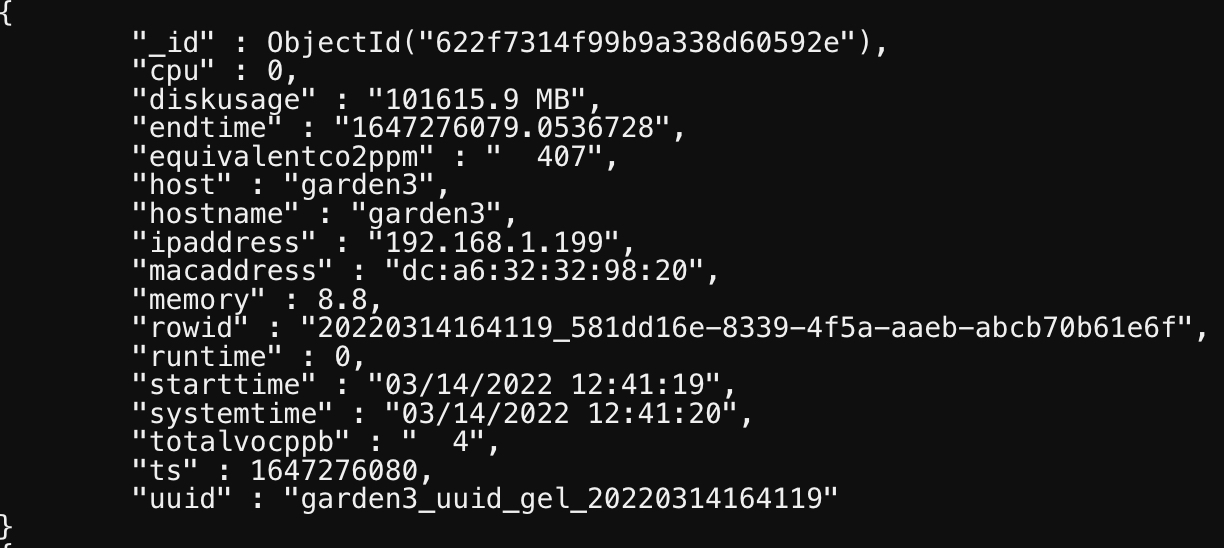 {
"_id" : ObjectId("622f7314f99b9a338d60592e"),
"cpu" : 0,
"diskusage" : "101615.9 MB",
"endtime" : "1647276079.0536728",
"equivalentco2ppm" : "  407",
"host" : "garden3",
"hostname" : "garden3",
"ipaddress" : "192.168.1.199",
"macaddress" : "dc:a6:32:32:98:20",
"memory" : 8.8,
"rowid" : "20220314164119_581dd16e-8339-4f5a-aaeb-abcb70b61e6f",
"runtime" : 0,
"starttime" : "03/14/2022 12:41:19",
"systemtime" : "03/14/2022 12:41:20",
"totalvocppb" : "  4",
"ts" : 1647276080,
"uuid" : "garden3_uuid_gel_20220314164119"
}